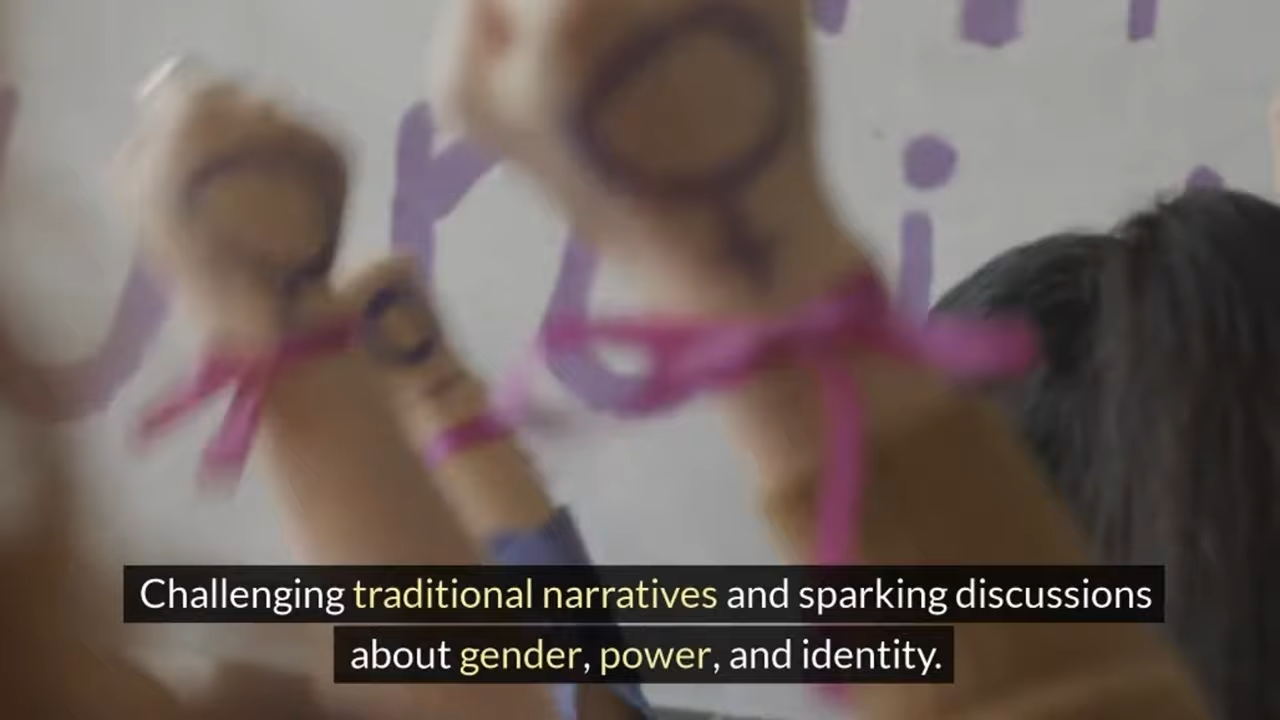 Challenging traditional narratives and sparking discussions
about gender, power, and identity.